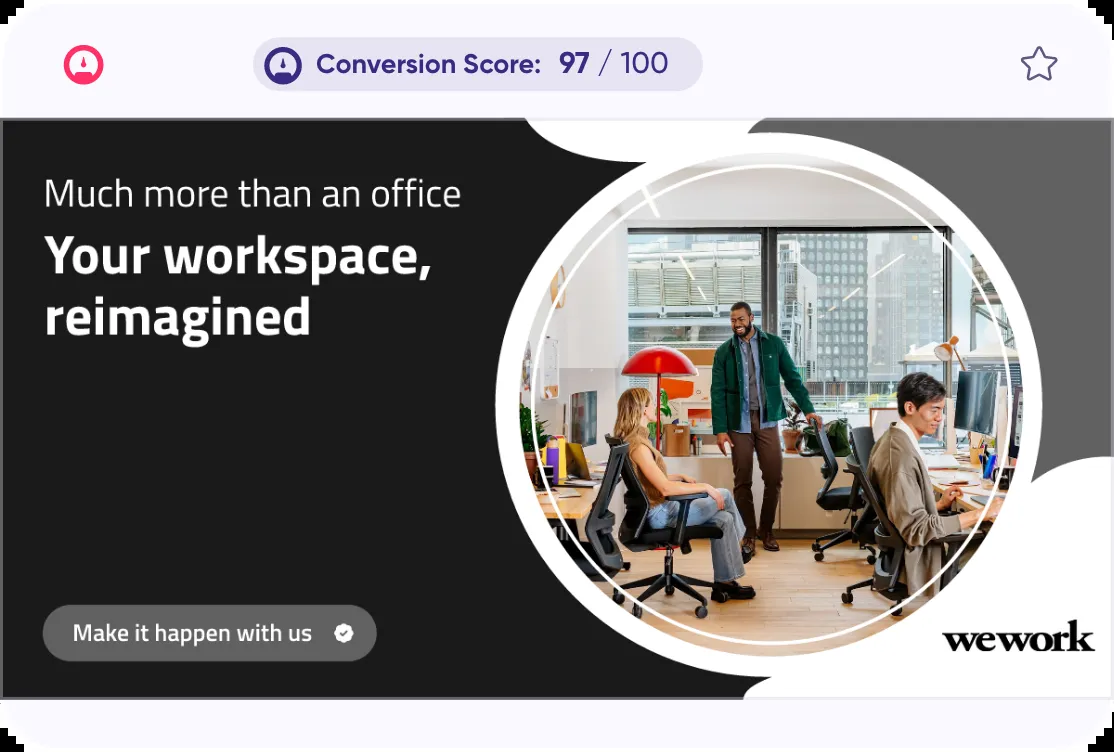 Conversion Score: 97 / 100
Much more than an office
Your workspace,
reimagined
Make it happen with us
wework